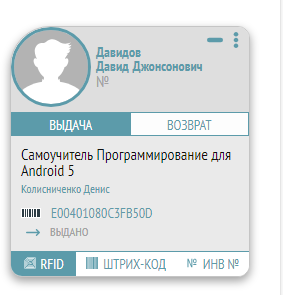 Давидов
Давид Джонсонович
№
ВЫДАЧА ВОЗВРАТ
Самоучитель Программирование для
Android 5
Колисниченко Денис
E00401080C3FB50D
ВЫДАНО
RFID ШТРИХ-КОД № ИНВ №